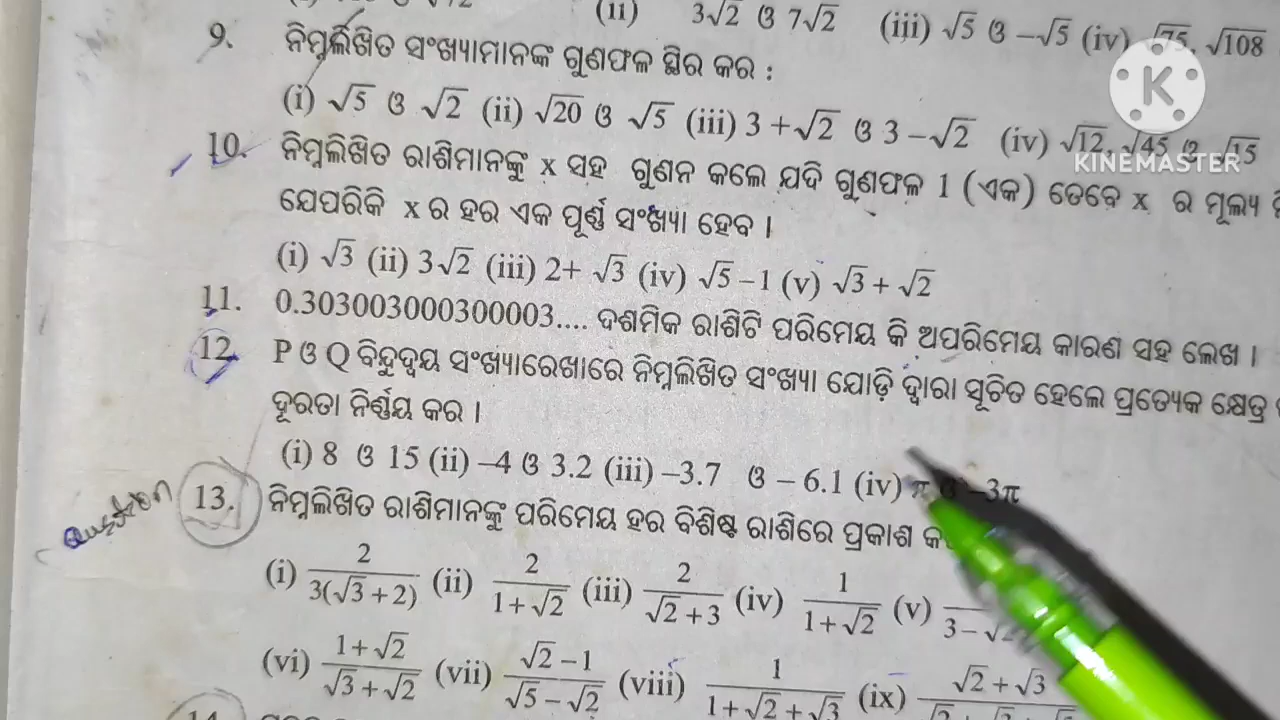 (ii) 3√2 ଓ 7√2 (iii) √5 ଓ –√5 (iv) √75, √108
9. ନିମ୍ନଲିଖିତ ସଂଖ୍ୟାମାନଙ୍କ ଗୁଣଫଳ ସ୍ଥିର କର :
(i) √5 ଓ √2 (ii) √20 ଓ √5 (iii) 3 + √2 ଓ 3 – √2 (iv) √12, √45 ଓ √15
KINEMASTER
10. ନିମ୍ନଲିଖିତ ରାଶିମାନଙ୍କୁ x ସହ ଗୁଣନ କଲେ ଯଦି ଗୁଣଫଳ 1 (ଏକ) ତେବେ x ର ମୂଲ୍ୟ
ଯେପରିକି x ର ହର ଏକ ପୂର୍ଣ୍ଣ ସଂଖ୍ୟା ହେବ ।
(i) √3 (ii) 3√2 (iii) 2+ √3 (iv) √5 – 1 (v) √3 + √2
11. 0.303003000300003.... ଦଶମିକ ରାଶିଟି ପରିମେୟ କି ଅପରିମେୟ କାରଣ ସହ ଲେଖ ।
12. P ଓ Q ବିନ୍ଦୁଦ୍ୱୟ ସଂଖ୍ୟାରେଖାରେ ନିମ୍ନଲିଖିତ ସଂଖ୍ୟା ଯୋଡ଼ି ଦ୍ୱାରା ସୂଚିତ ହେଲେ ପ୍ରତ୍ୟେକ କ୍ଷେତ୍ର
ଦୂରତା ନିର୍ଣ୍ଣୟ କର ।
(i) 8 ଓ 15 (ii) –4 ଓ 3.2 (iii) –3.7 ଓ – 6.1 (iv) π ଓ –3π
Question 13. ନିମ୍ନଲିଖିତ ରାଶିମାନଙ୍କୁ ପରିମେୟ ହର ବିଶିଷ୍ଟ ରାଶିରେ ପ୍ରକାଶ
(i) 2/(3(√3 + 2)) (ii) 2/(1+√2) (iii) 2/(√2 + 3) (iv) 1/(1+√2) (v)
(vi) (1+√2)/(√3+√2) (vii) (√2 –1)/(√5 –√2) (viii) 1/(1+√2+√3) (ix) √2 + √3